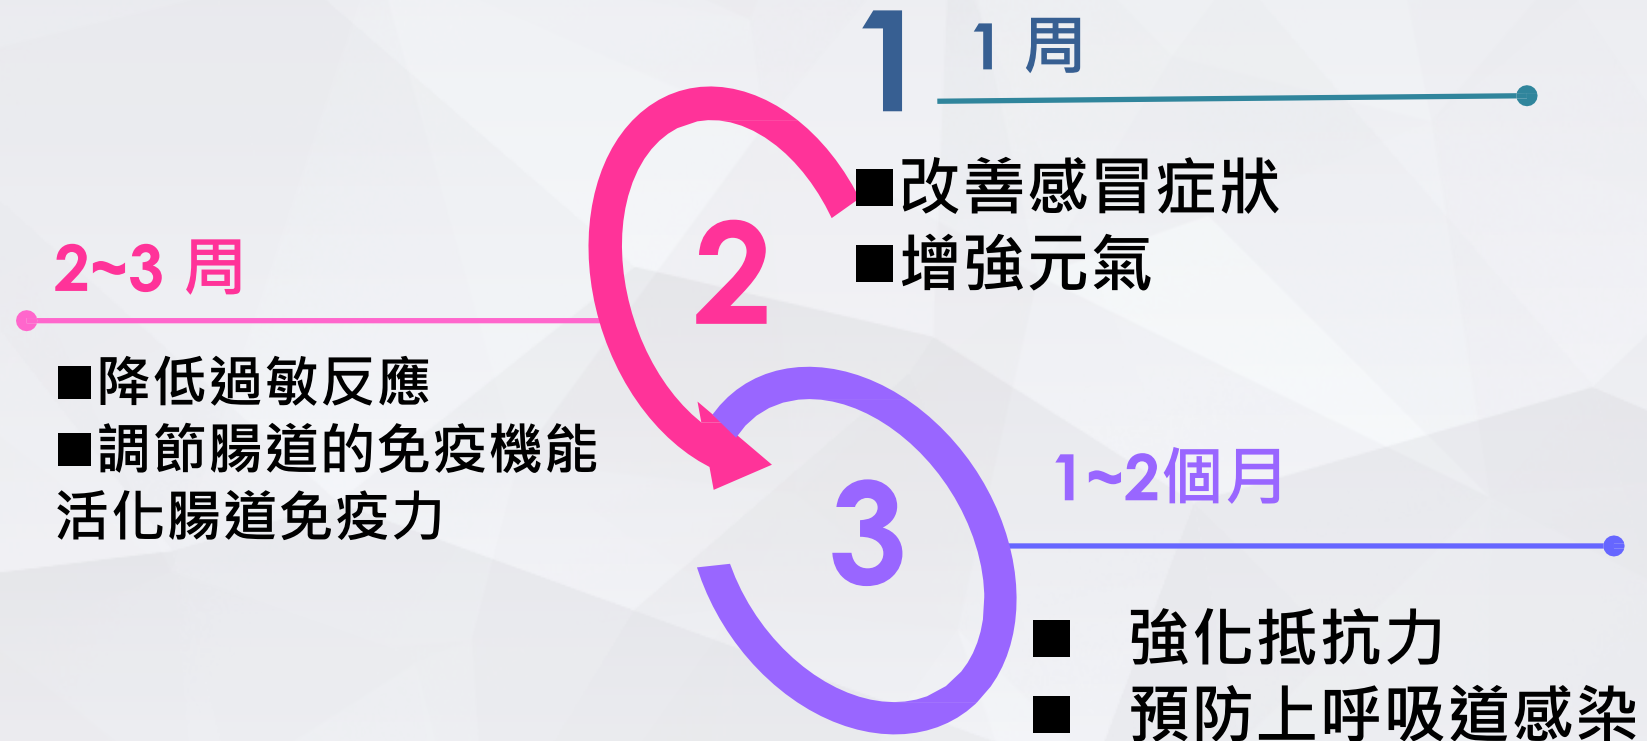 1
1 周
■改善感冒症狀
■增強元氣
2
2~3 周
■降低過敏反應
■調節腸道的免疫機能
活化腸道免疫力
3
1~2個月
■ 強化抵抗力
■ 預防上呼吸道感染